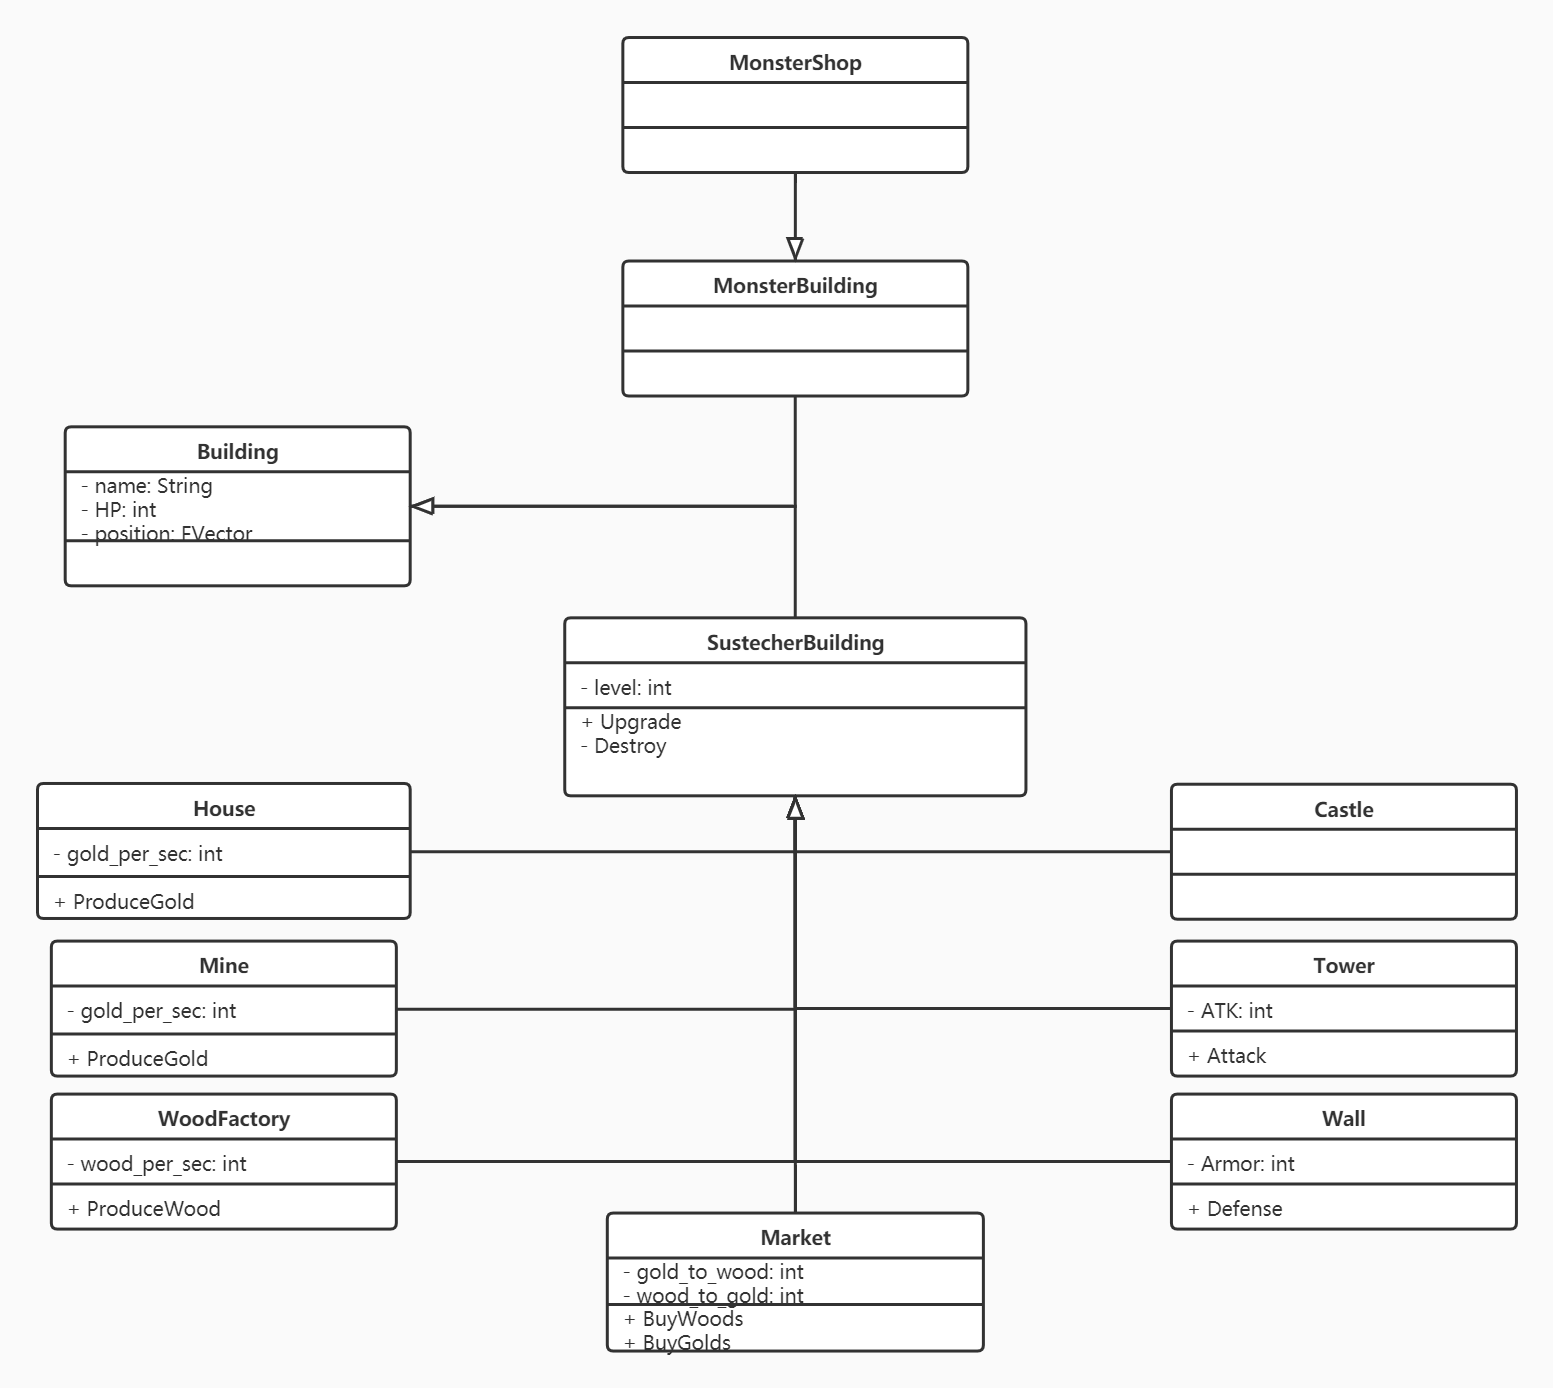 MonsterShop
MonsterBuilding
Building
- name: String
- HP: int
- position: FVector
SustecherBuilding
- level: int
+ Upgrade
- Destroy
House
- gold_per_sec: int
+ ProduceGold
Castle
Mine
- gold_per_sec: int
+ ProduceGold
Tower
- ATK: int
+ Attack
WoodFactory
- wood_per_sec: int
+ ProduceWood
Wall
- Armor: int
+ Defense
Market
- gold_to_wood: int
- wood_to_gold: int
+ BuyWoods
+ BuyGolds